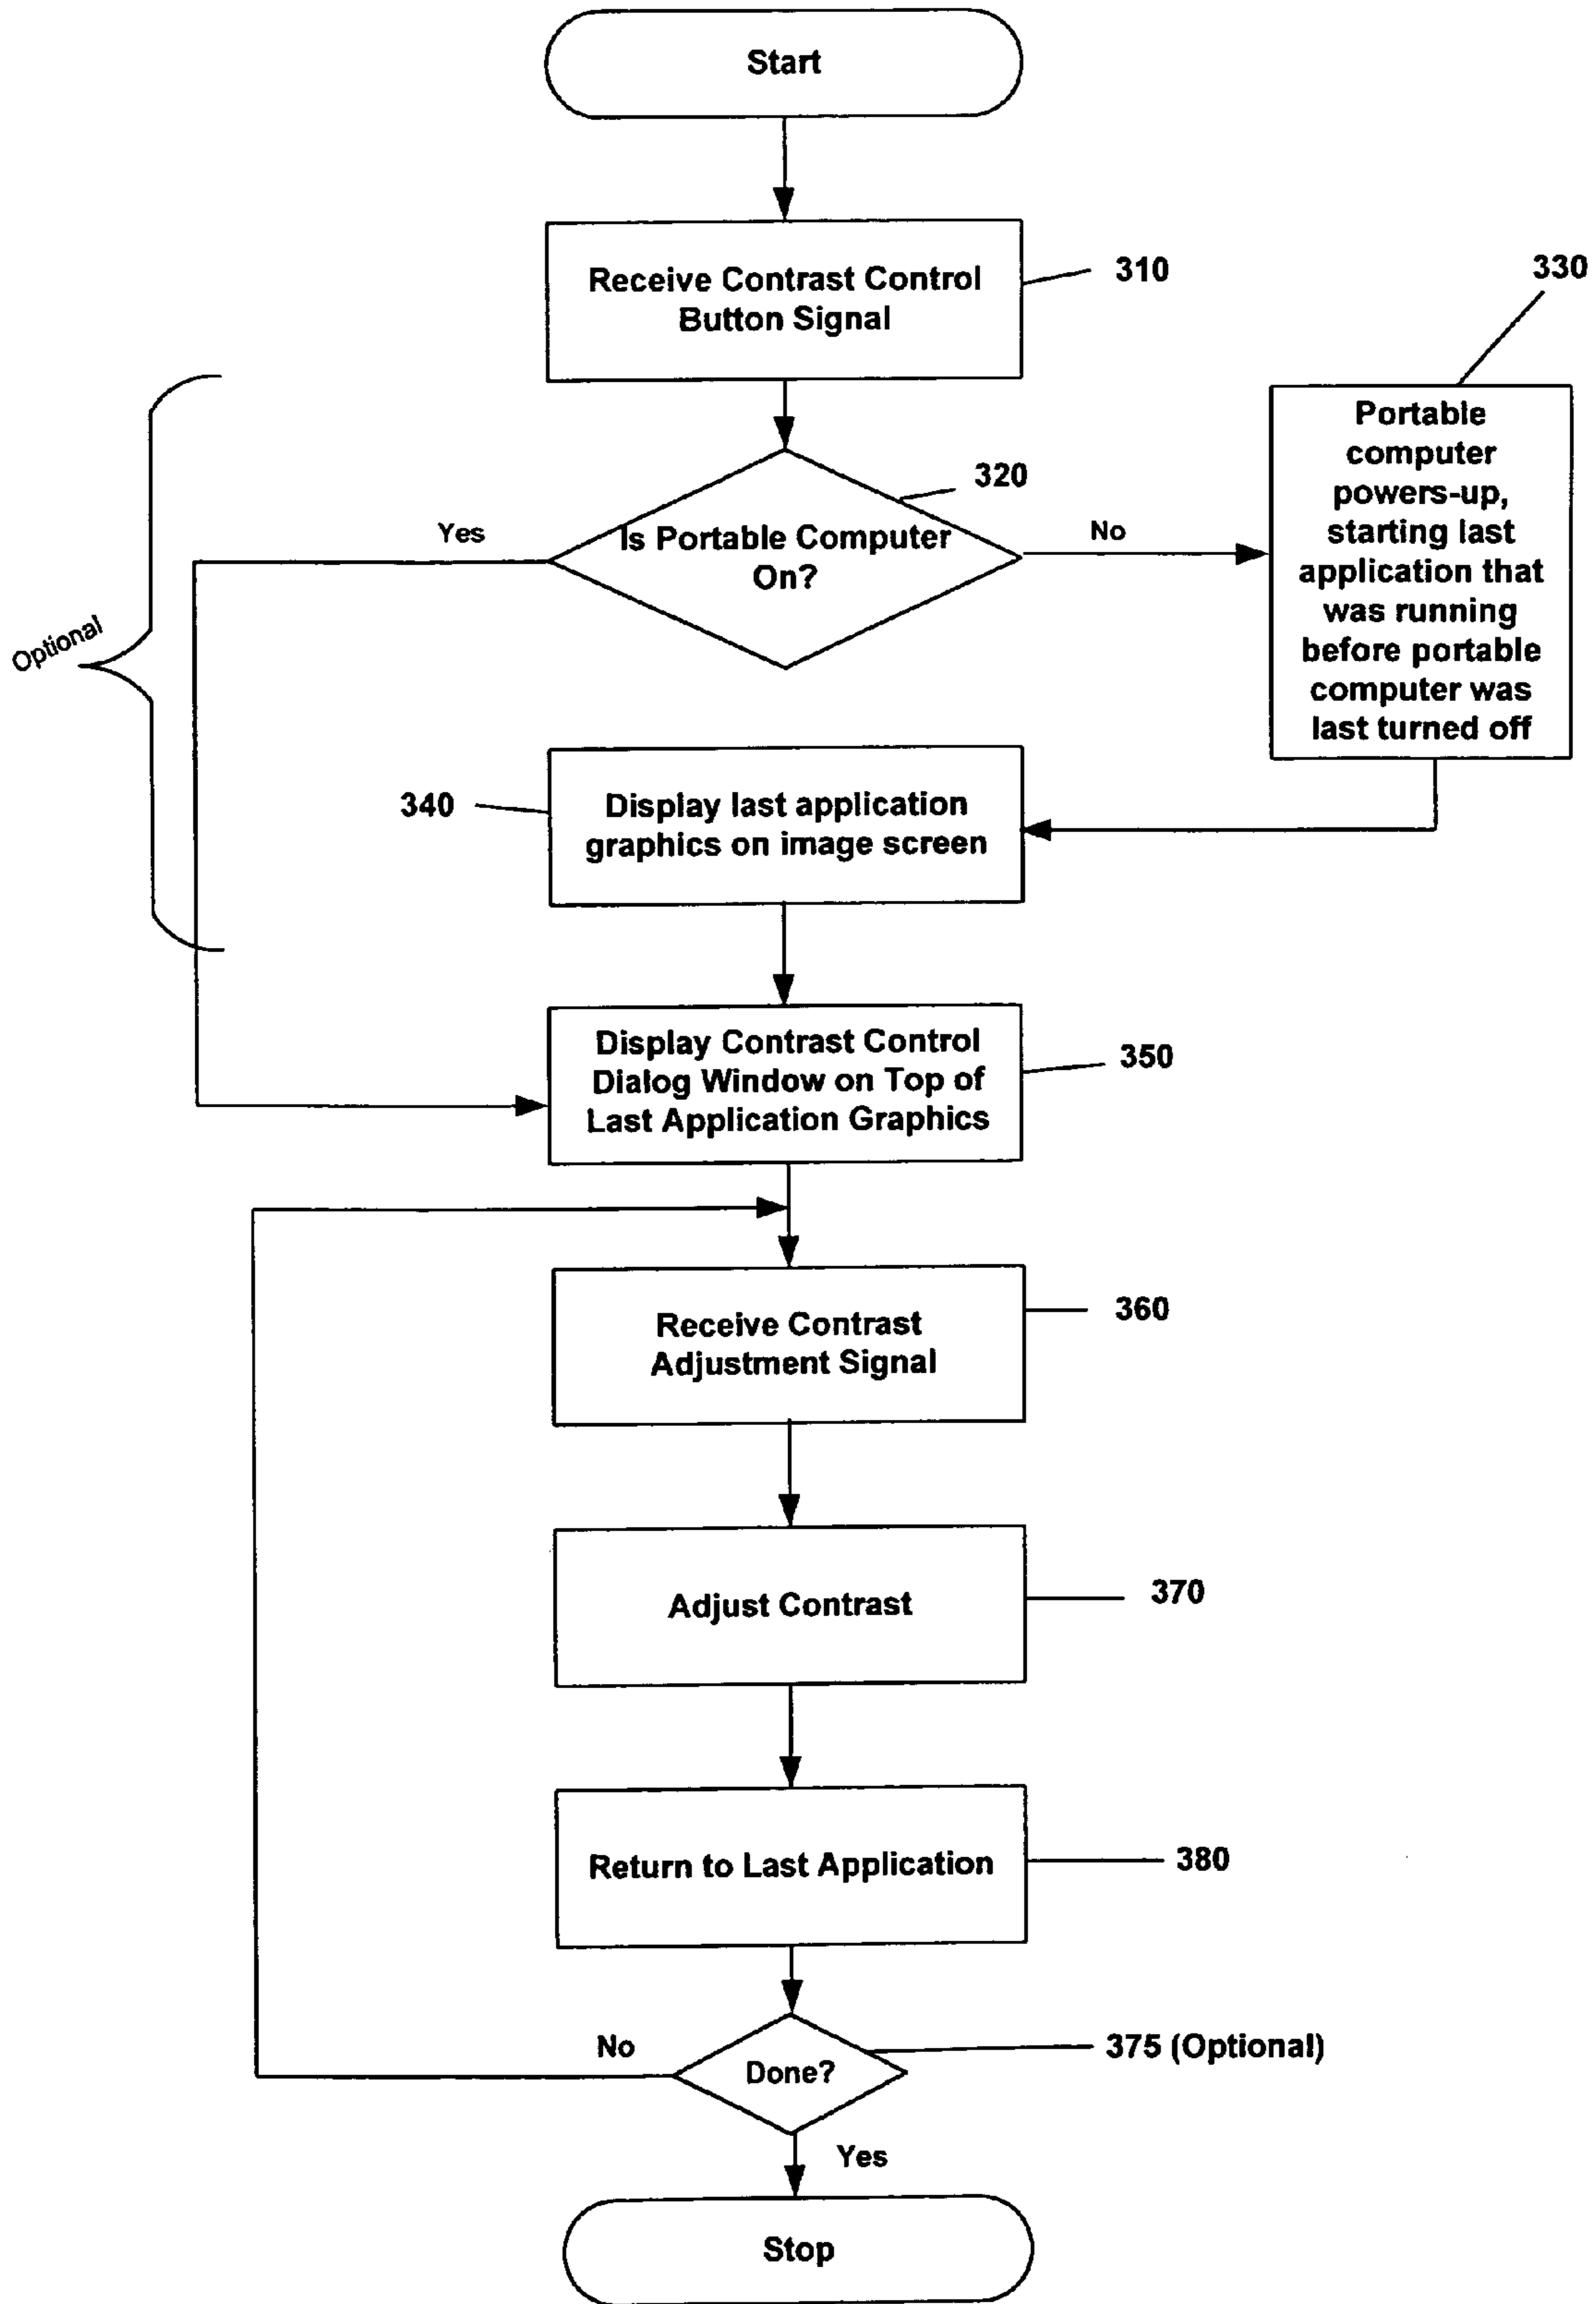 Start
Receive Contrast Control
Button Signal
310
330
Portable
computer
powers-up,
starting last
application that
was running
before portable
computer was
last turned off
320
Yes
Is Portable Computer
On?
No
Optional
340
Display last application
graphics on image screen
Display Contrast Control
Dialog Window on Top of
Last Application Graphics
350
Receive Contrast
Adjustment Signal
360
Adjust Contrast
370
Return to Last Application
380
No
Done?
375 (Optional)
Yes
Stop